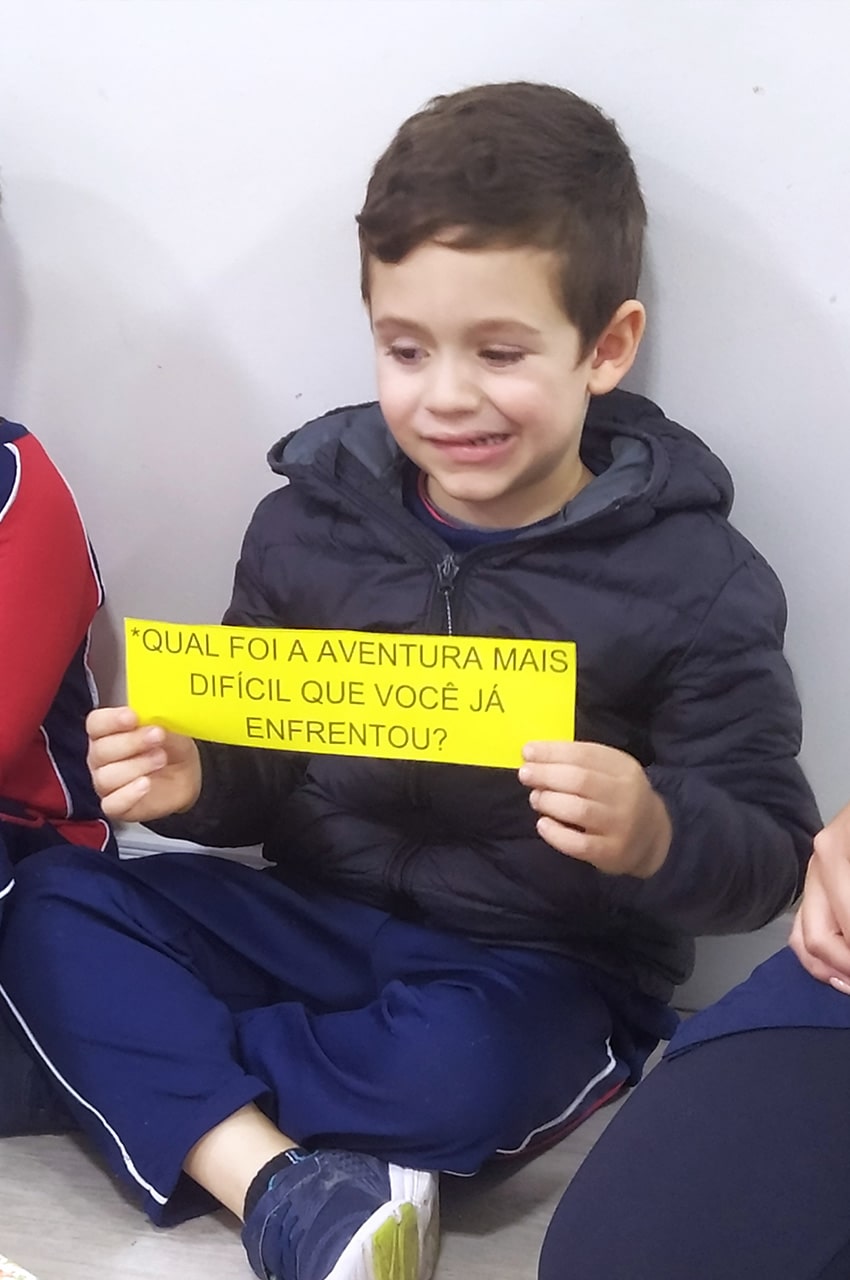 *QUAL FOI A AVENTURA MAIS
DIFÍCIL QUE VOCÊ JÁ
ENFRENTOU?